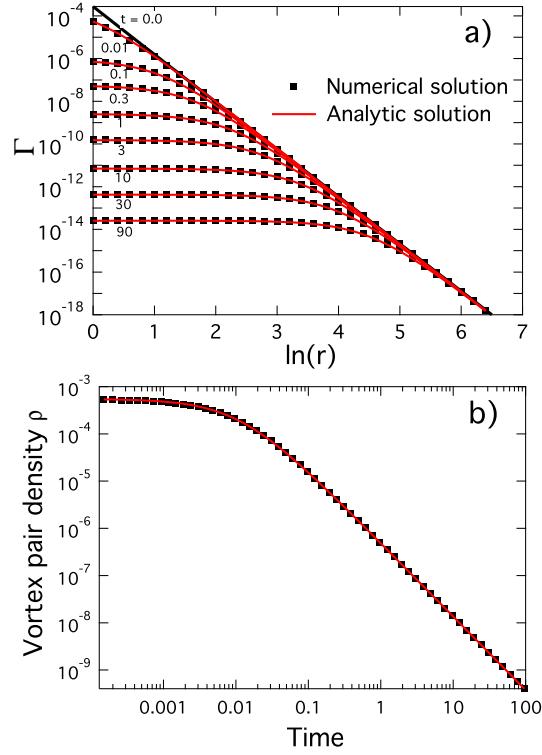 a)
10⁻⁴
10⁻⁶
10⁻⁸
10⁻¹⁰
10⁻¹²
10⁻¹⁴
10⁻¹⁶
10⁻¹⁸
Γ
t = 0.0
0.01
0.1
0.3
1
3
10
30
90
Numerical solution
Analytic solution
0 1 2 3 4 5 6 7
ln(r)
b)
10⁻³
10⁻⁴
10⁻⁵
10⁻⁶
10⁻⁷
10⁻⁸
10⁻⁹
Vortex pair density ρ
0.001 0.01 0.1 1 10 100
Time